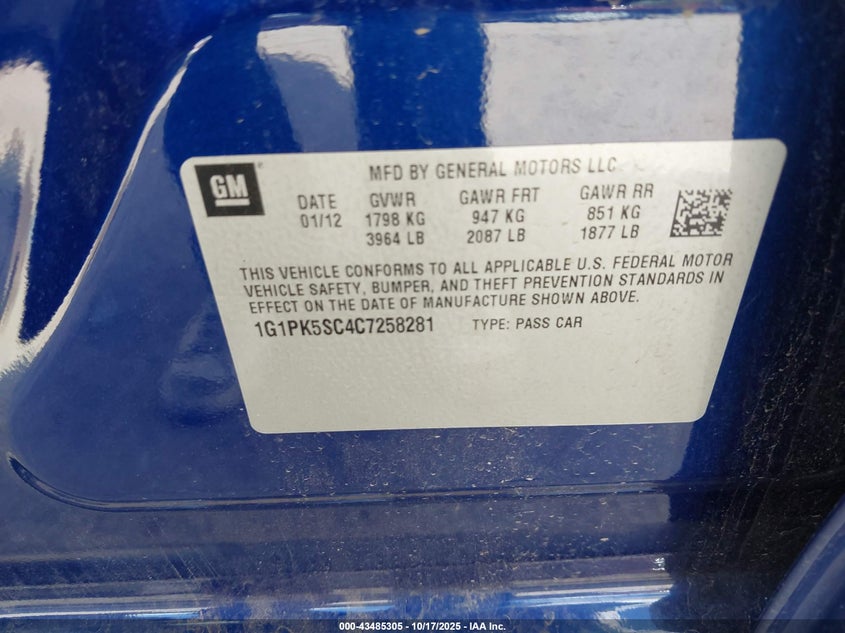 GM
MFD BY GENERAL MOTORS LLC
DATE GVWR GAWR FRT GAWR RR
01/12 1798 KG 947 KG 851 KG
3964 LB 2087 LB 1877 LB
THIS VEHICLE CONFORMS TO ALL APPLICABLE U.S. FEDERAL MOTOR
VEHICLE SAFETY, BUMPER, AND THEFT PREVENTION STANDARDS IN
EFFECT ON THE DATE OF MANUFACTURE SHOWN ABOVE.
1G1PK5SC4C7258281 TYPE: PASS CAR
000-43485305 - 10/17/2025 - IAA Inc.